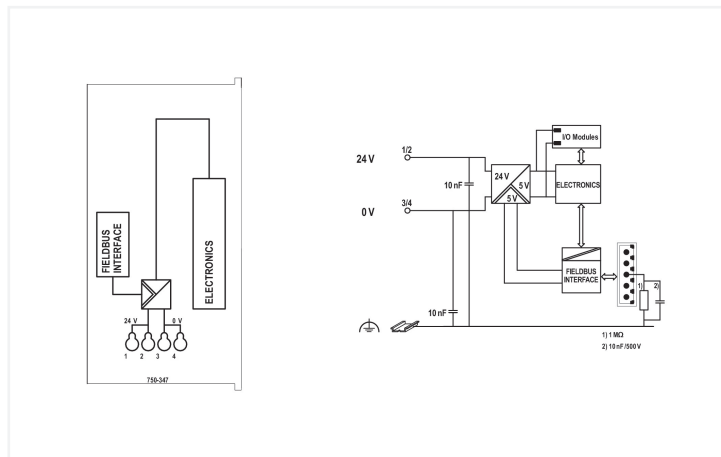 FIELDBUS
INTERFACE
ELECTRONICS
24 V
0 V
1
2
3
4
750-347
24 V
1/2
0 V
3/4
10 nF
10 nF
24 V
5 V
5 V
I/O Modules
ELECTRONICS
FIELDBUS
INTERFACE
1)
2)
1) 1 MΩ
2) 10 nF/500 V